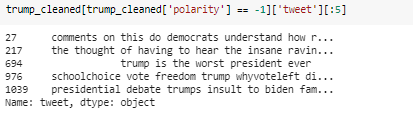 trump_cleaned[trump_cleaned['polarity'] == -1]['tweet'][:5]
27 comments on this do democrats understand how r...
217 the thought of having to hear the insane ravin...
694 trump is the worst president ever
976 schoolchoice vote freedom trump whyvoteleft di...
1039 presidential debate trumps insult to biden fam...
Name: tweet, dtype: object